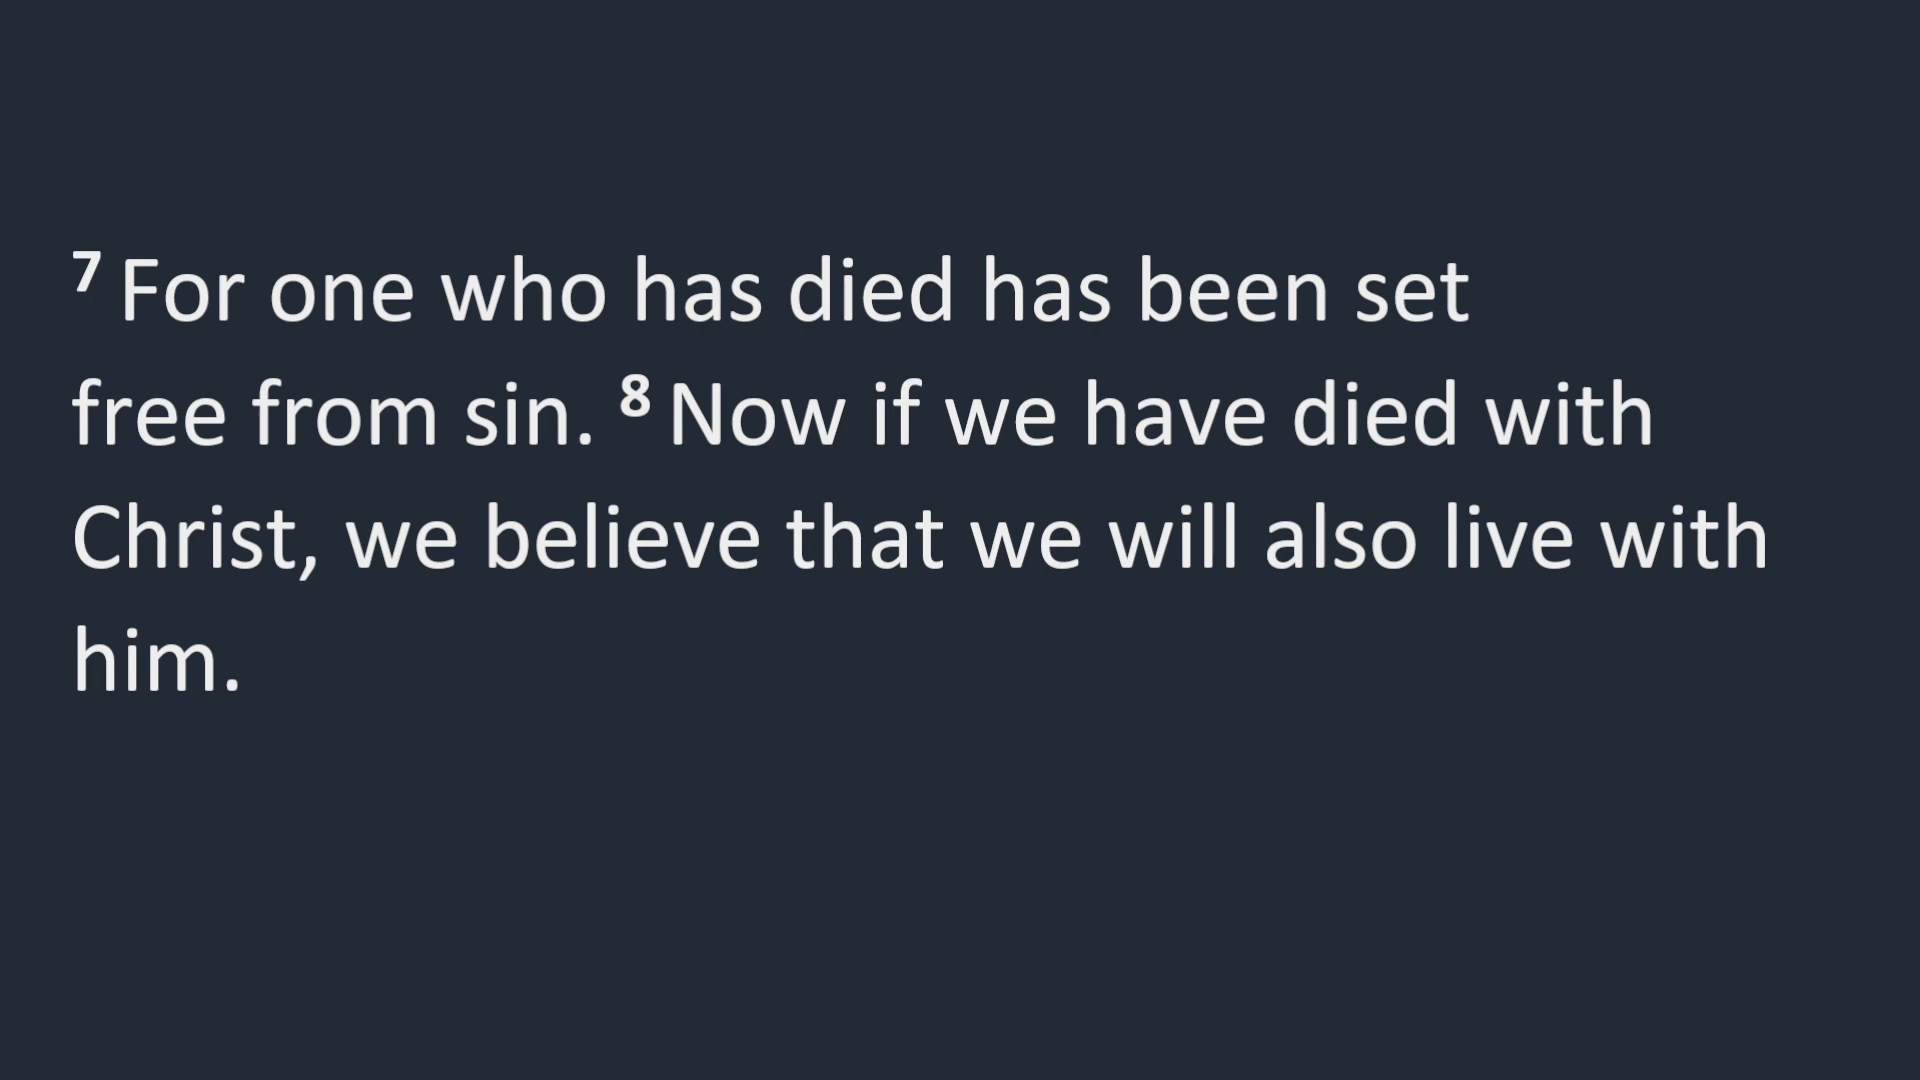 ⁷ For one who has died has been set
free from sin. ⁸ Now if we have died with
Christ, we believe that we will also live with
him.